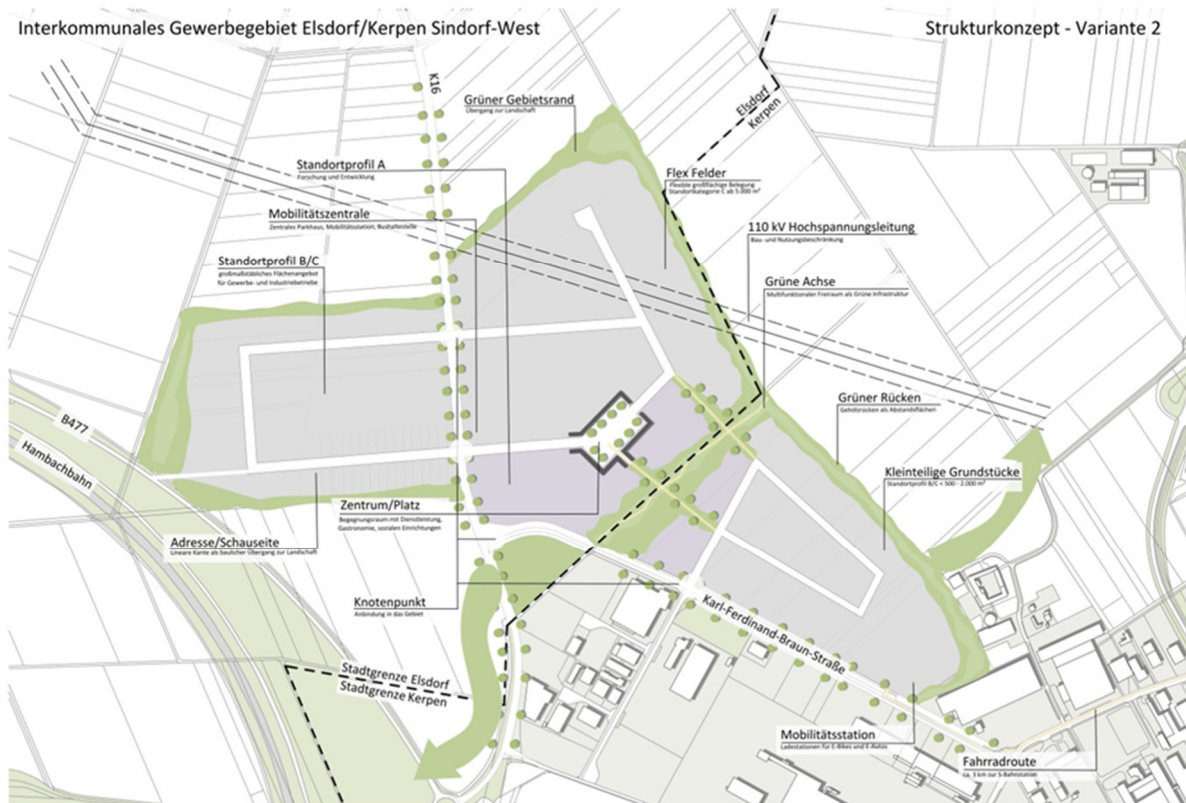 Interkommunales Gewerbegebiet Elsdorf/Kerpen Sindorf-West
Strukturkonzept - Variante 2
K16
Grüner Gebietsrand
Übergang zur Landschaft
Elsdorf
Kerpen
Standortprofil A
Forschung und Entwicklung
Flex Felder
Flexible großflächige Belegung
Standortkategorie C ab 5.000 m²
Mobilitätszentrale
Zentrales Parkhaus, Mobilitätsstation, Bushaltestelle
110 kV Hochspannungsleitung
Bau- und Nutzungsbeschränkung
Standortprofil B/C
großmaßstäbliches Flächenangebot
für Gewerbe- und Industriebetriebe
Grüne Achse
Multifunktionaler Freiraum als Grüne Infrastruktur
Grüner Rücken
Gehölzrücken als Abstandsflächen
B477
Hambachbahn
Kleinteilige Grundstücke
Standortprofil B/C < 500 - 2.000 m²
Zentrum/Platz
Begegnungsraum mit Dienstleistung,
Gastronomie, sozialen Einrichtungen
Adresse/Schauseite
Lineare Kante als baulicher Übergang zur Landschaft
Knotenpunkt
Anbindung in das Gebiet
Karl-Ferdinand-Braun-Straße
Stadtgrenze Elsdorf
Stadtgrenze Kerpen
Mobilitätsstation
Ladestationen für E-Bikes und E-Autos
Fahrradroute
ca. 3 km zur S-Bahnstation